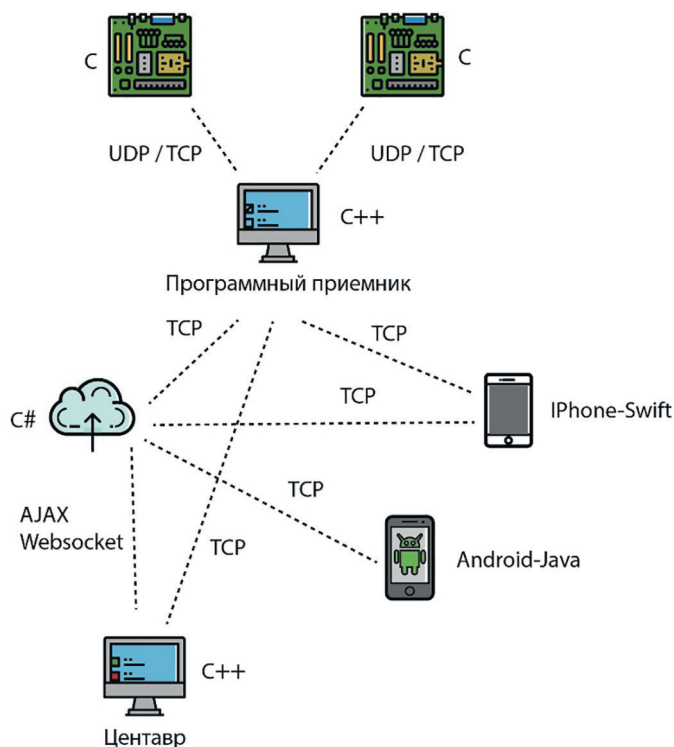 C
C
UDP / TCP
UDP / TCP
C++
Программный приемник
TCP
TCP
TCP
C#
IPhone-Swift
TCP
AJAX
Websocket
TCP
Android-Java
C++
Центавр